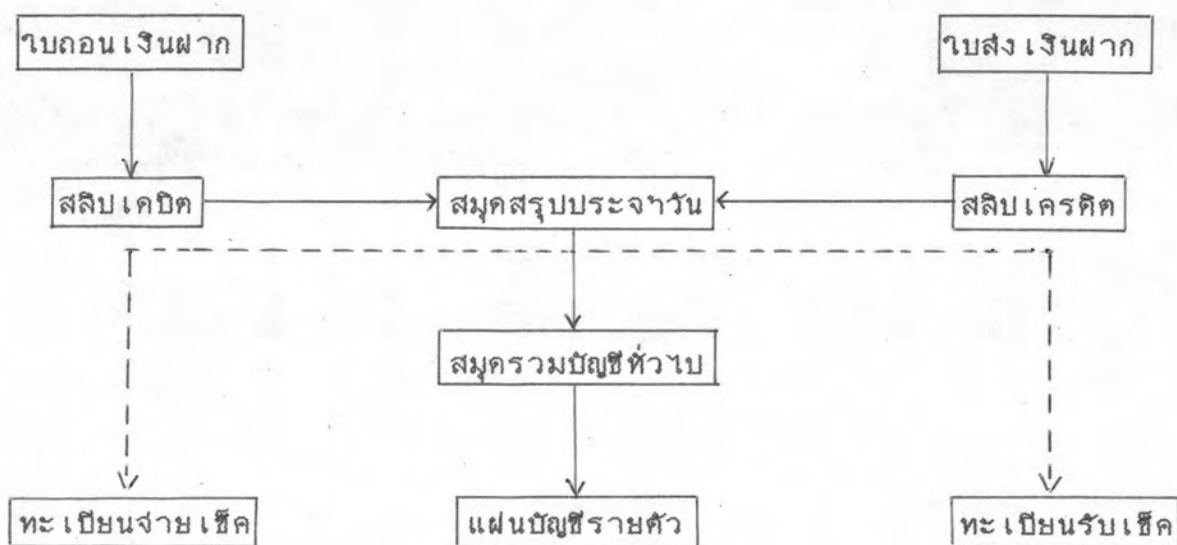 ใบถอนเงินฝาก
ใบส่งเงินฝาก
สลิปเดบิต
สมุดสรุปประจำวัน
สลิปเครดิต
สมุดรวมบัญชีทั่วไป
ทะเบียนจ่ายเช็ค
แผ่นบัญชีรายตัว
ทะเบียนรับเช็ค